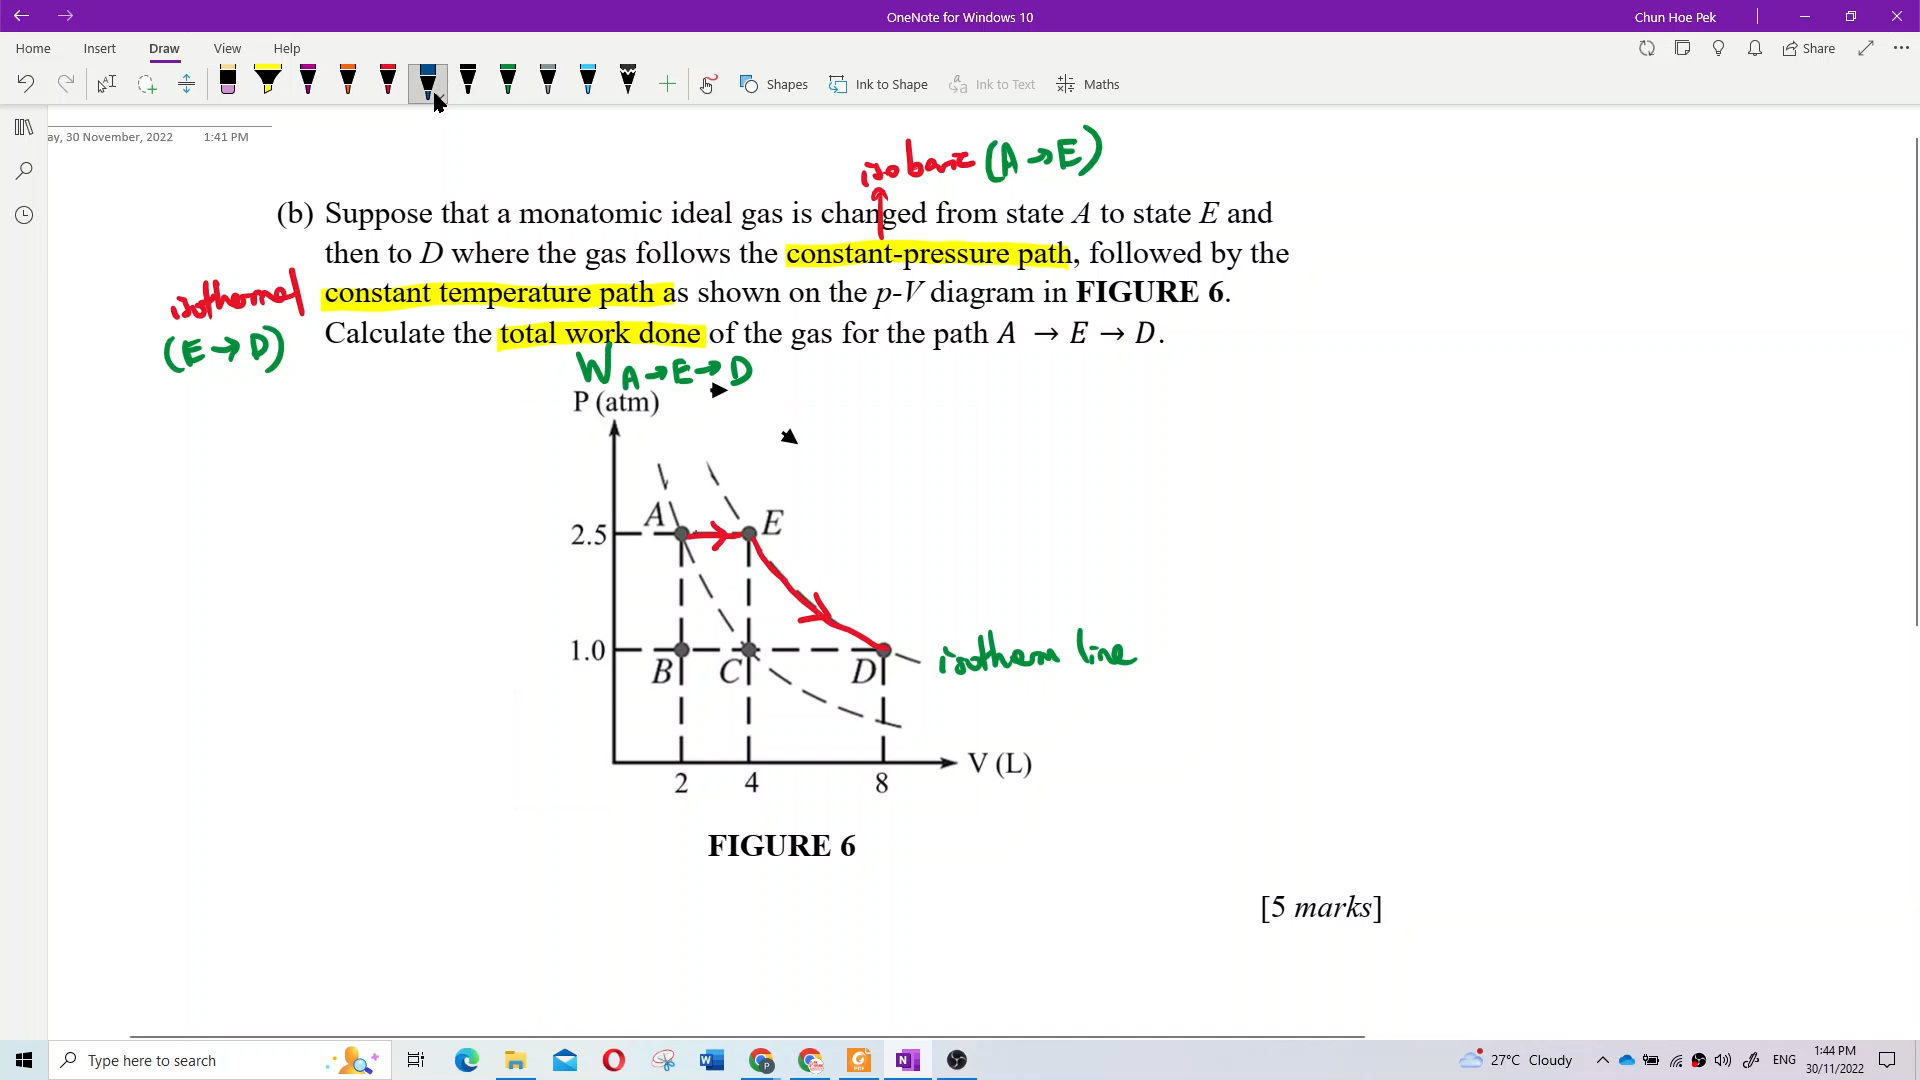 OneNote for Windows 10
Chun Hoe Pek
Home Insert Draw View Help
Share
Shapes Ink to Shape Ink to Text Maths
ay, 30 November, 2022 1:41 PM
isobaric (A → E)
(b) Suppose that a monatomic ideal gas is changed from state A to state E and
then to D where the gas follows the constant-pressure path, followed by the
isothermal
constant temperature path as shown on the p-V diagram in FIGURE 6.
(E → D)
Calculate the total work done of the gas for the path A → E → D.
W A → E → D
P (atm)
A E
2.5
1.0
B C D
isotherm line
V (L)
2 4 8
FIGURE 6
[5 marks]
Type here to search
27°C Cloudy
ENG
1:44 PM
30/11/2022